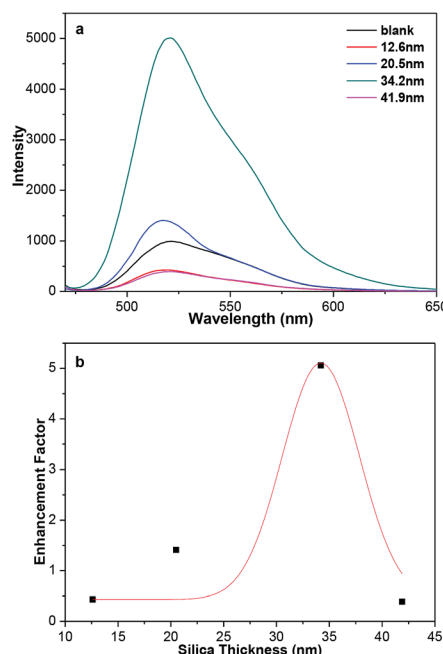 a
blank
12.6nm
20.5nm
34.2nm
41.9nm
5000
4000
3000
2000
1000
0
Intensity
500
550
600
650
Wavelength (nm)
b
5
4
3
2
1
0
Enhancement Factor
10
15
20
25
30
35
40
45
Silica Thickness (nm)